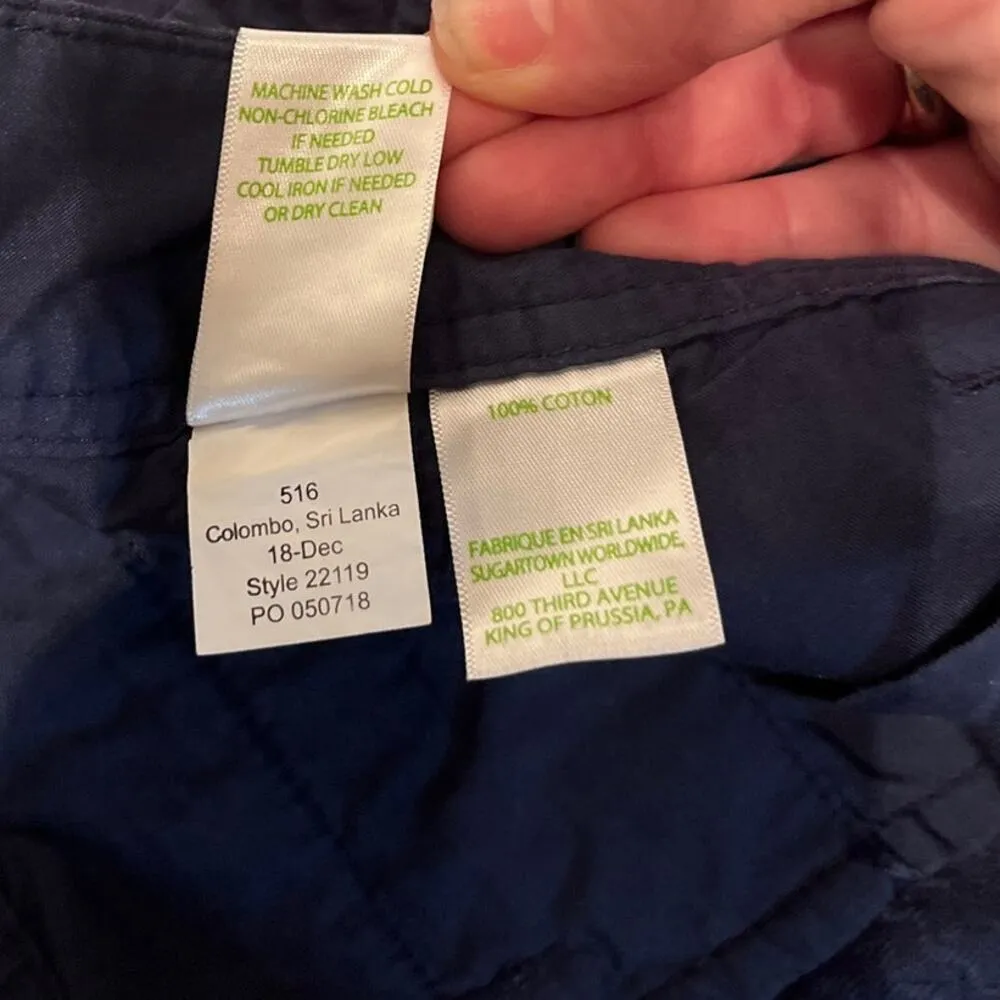 MACHINE WASH COLD
NON-CHLORINE BLEACH
IF NEEDED
TUMBLE DRY LOW
COOL IRON IF NEEDED
OR DRY CLEAN
516
Colombo, Sri Lanka
18-Dec
Style 22119
PO 050718
100% COTON
FABRIQUE EN SRI LANKA
SUGARTOWN WORLDWIDE,
LLC
800 THIRD AVENUE
KING OF PRUSSIA, PA